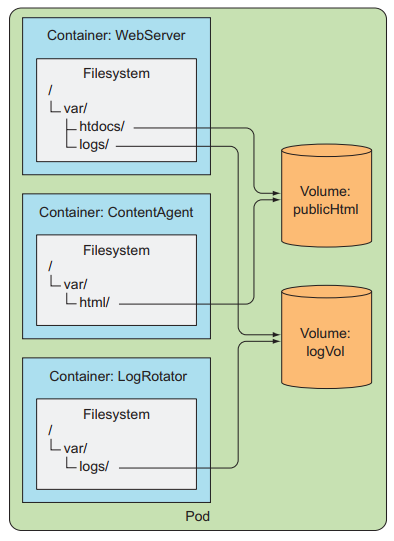 Container: WebServer
Filesystem
/
var/
htdocs/
logs/
Container: ContentAgent
Filesystem
/
var/
html/
Container: LogRotator
Filesystem
/
var/
logs/
Volume:
publicHtml
Volume:
logVol
Pod